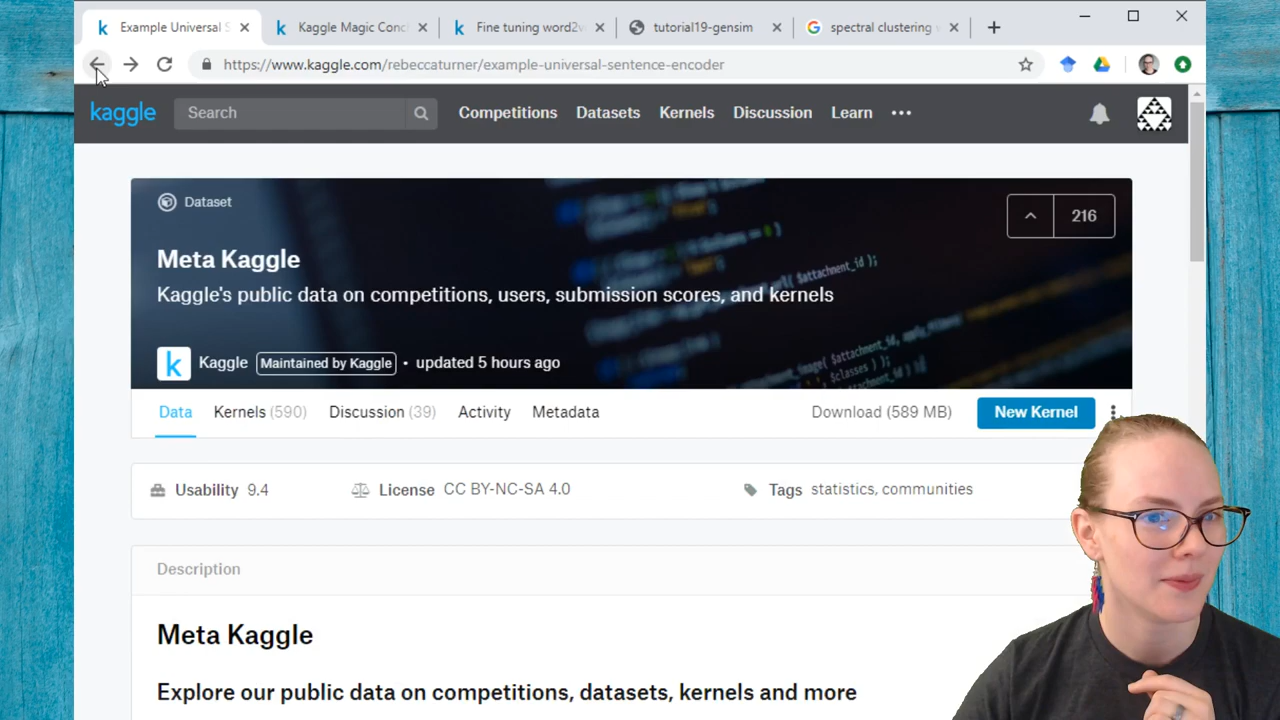 Example Universal S
Kaggle Magic Conc
Fine tuning word2v
tutorial19-gensim
spectral clustering
https://www.kaggle.com/rebeccaturner/example-universal-sentence-encoder
kaggle
Search
Competitions
Datasets
Kernels
Discussion
Learn
Dataset
216
Meta Kaggle
Kaggle's public data on competitions, users, submission scores, and kernels
k Kaggle Maintained by Kaggle • updated 5 hours ago
Data
Kernels (590)
Discussion (39)
Activity
Metadata
Download (589 MB)
New Kernel
Usability 9.4
License CC BY-NC-SA 4.0
Tags statistics, communities
Description
Meta Kaggle
Explore our public data on competitions, datasets, kernels and more